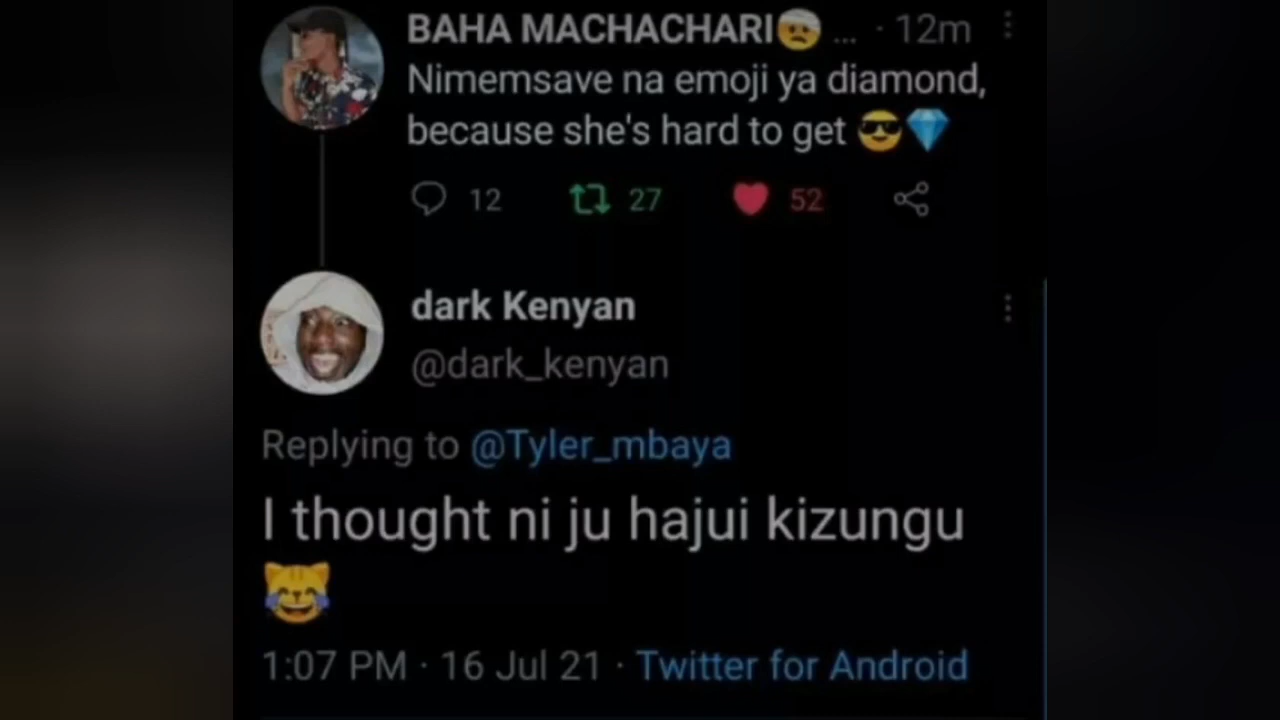 BAHA MACHACHARI🤕 ... · 12m
Nimemsave na emoji ya diamond,
because she's hard to get 😎💎
12 27 52
dark Kenyan
@dark_kenyan
Replying to @Tyler_mbaya
I thought ni ju hajui kizungu
😹
1:07 PM · 16 Jul 21 · Twitter for Android